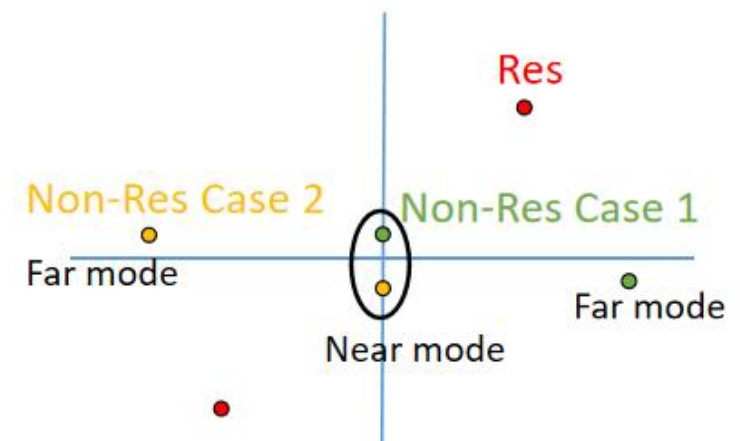 Res
Non-Res Case 2
Non-Res Case 1
Far mode
Far mode
Near mode